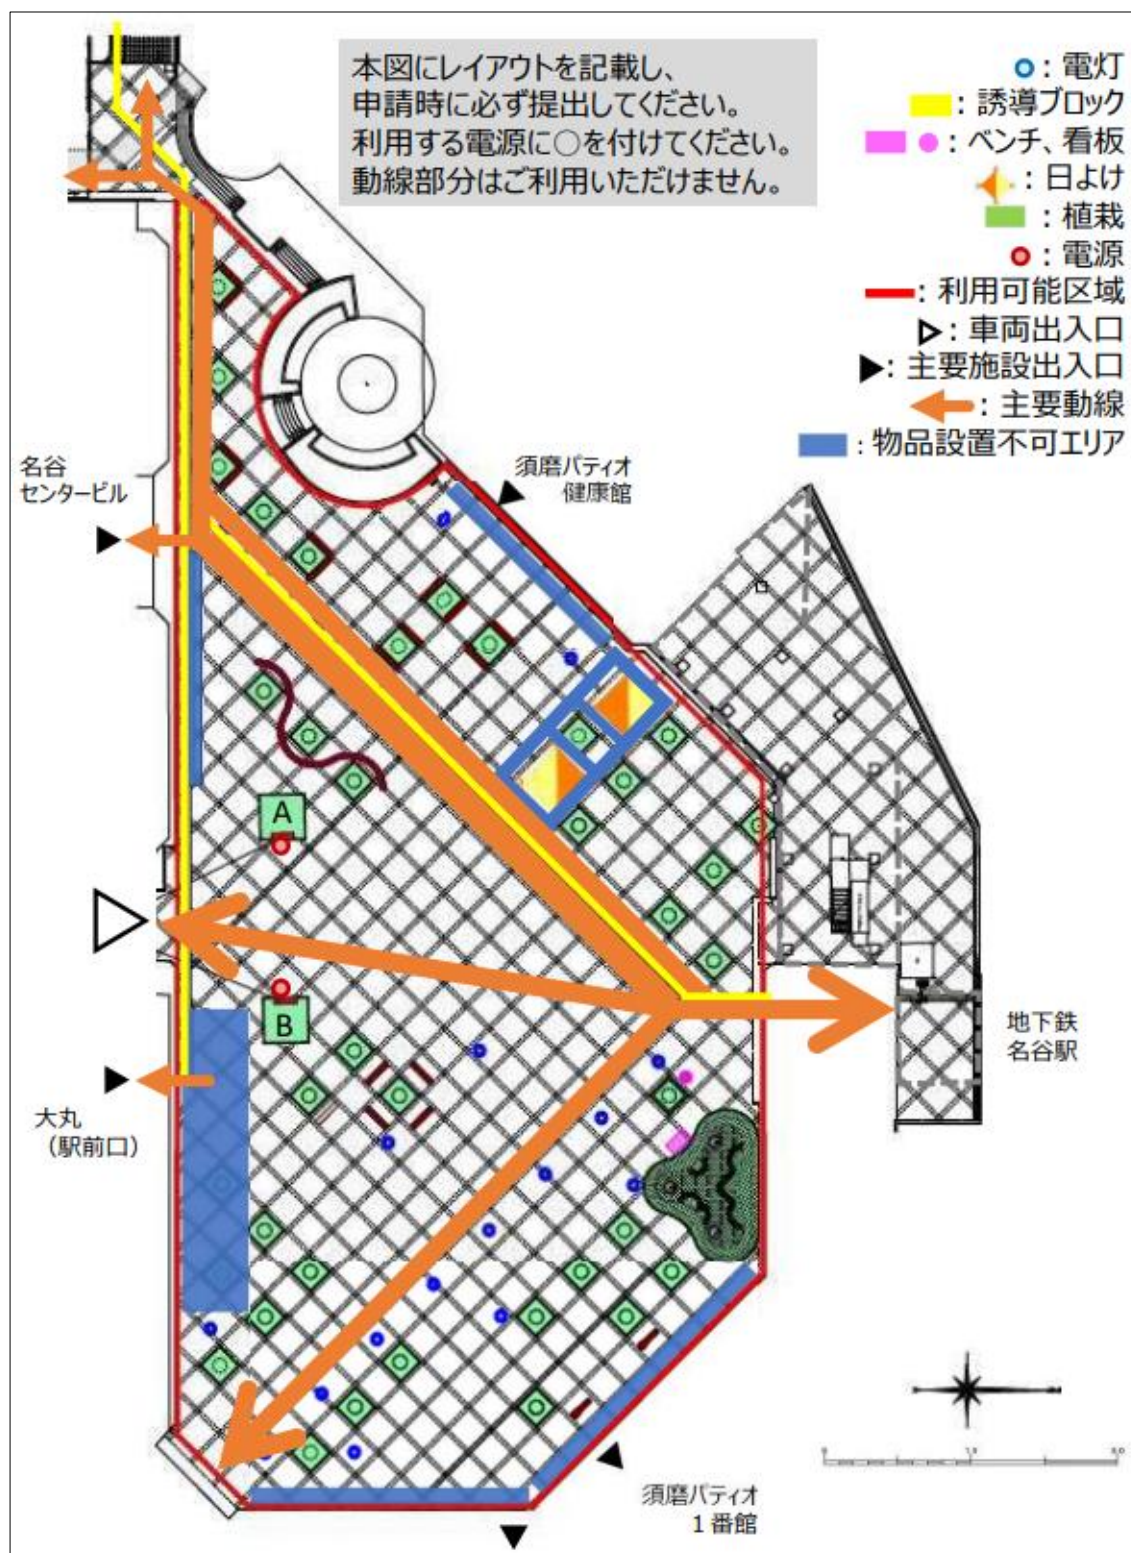 本図にレイアウトを記載し、
申請時に必ず提出してください。
利用する電源に○を付けてください。
動線部分はご利用いただけません。
：電灯
：誘導ブロック
：ベンチ、看板
：日よけ
：植栽
：電源
：利用可能区域
：車両出入口
：主要施設出入口
：主要動線
：物品設置不可エリア
名谷
センタービル
須磨パティオ
健康館
A
B
大丸
（駅前口）
地下鉄
名谷駅
須磨パティオ
１番館